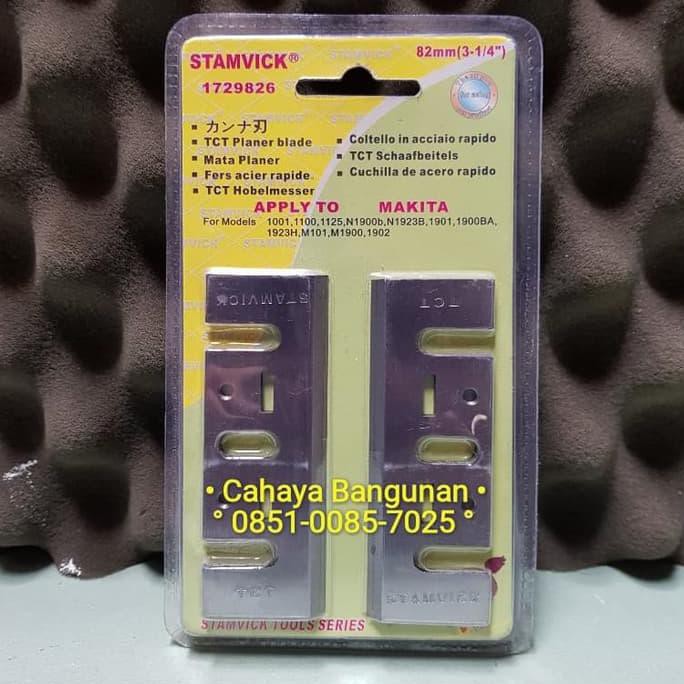 STAMVICK®
82mm(3-1/4")
1729826
カンナ刃
TCT Planer blade
Mata Planer
Fers acier rapide
TCT Hobelmesser
Coltello in acciaio rapido
TCT Schaafbeitels
Cuchilla de acero rapido
APPLY TO MAKITA
For Models 1001,1100,1125,N1900b,N1923B,1901,1900BA,
1923H,M101,M1900,1902
STAMVICK
TCT
• Cahaya Bangunan •
° 0851-0085-7025 °
TCT
STAMVICK
STAMVICK TOOLS SERIES